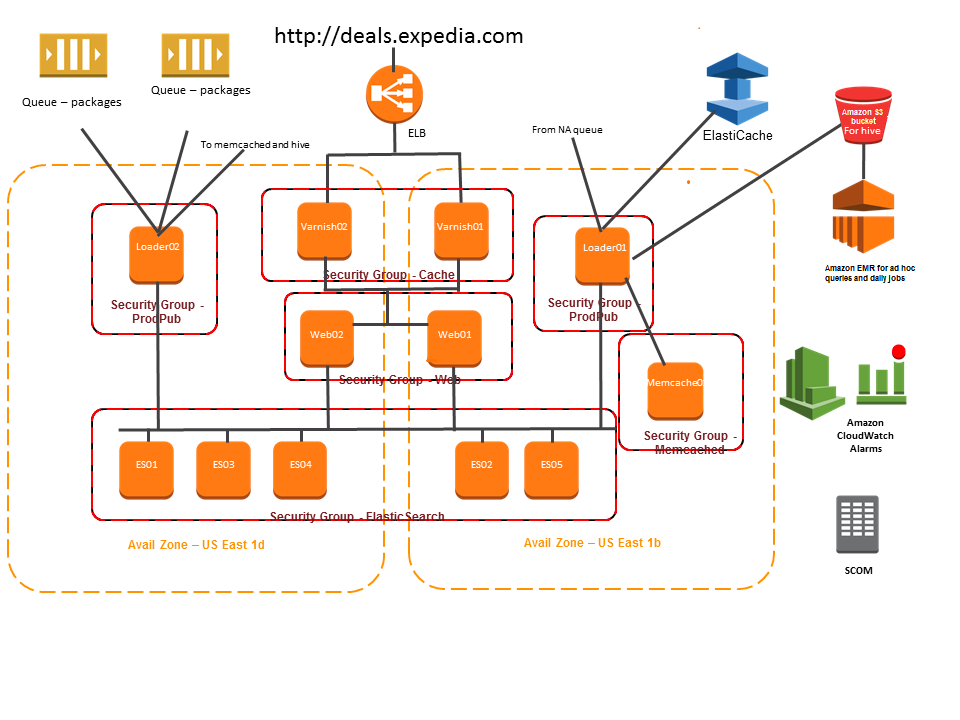 http://deals.expedia.com
Queue – packages
Queue – packages
ELB
ElastiCache
Amazon S3
bucket
For hive
To memcached and hive
From NA queue
Loader02
Varnish02
Varnish01
Loader01
Security Group - Cache
Security Group -
ProdPub
Security Group -
ProdPub
Amazon EMR for ad hoc
queries and daily jobs
Web02
Web01
Security Group - Web
Memcache0
Security Group -
Memcached
Amazon
CloudWatch
Alarms
ES01
ES03
ES04
ES02
ES05
Security Group - ElasticSearch
Avail Zone – US East 1d
Avail Zone – US East 1b
SCOM